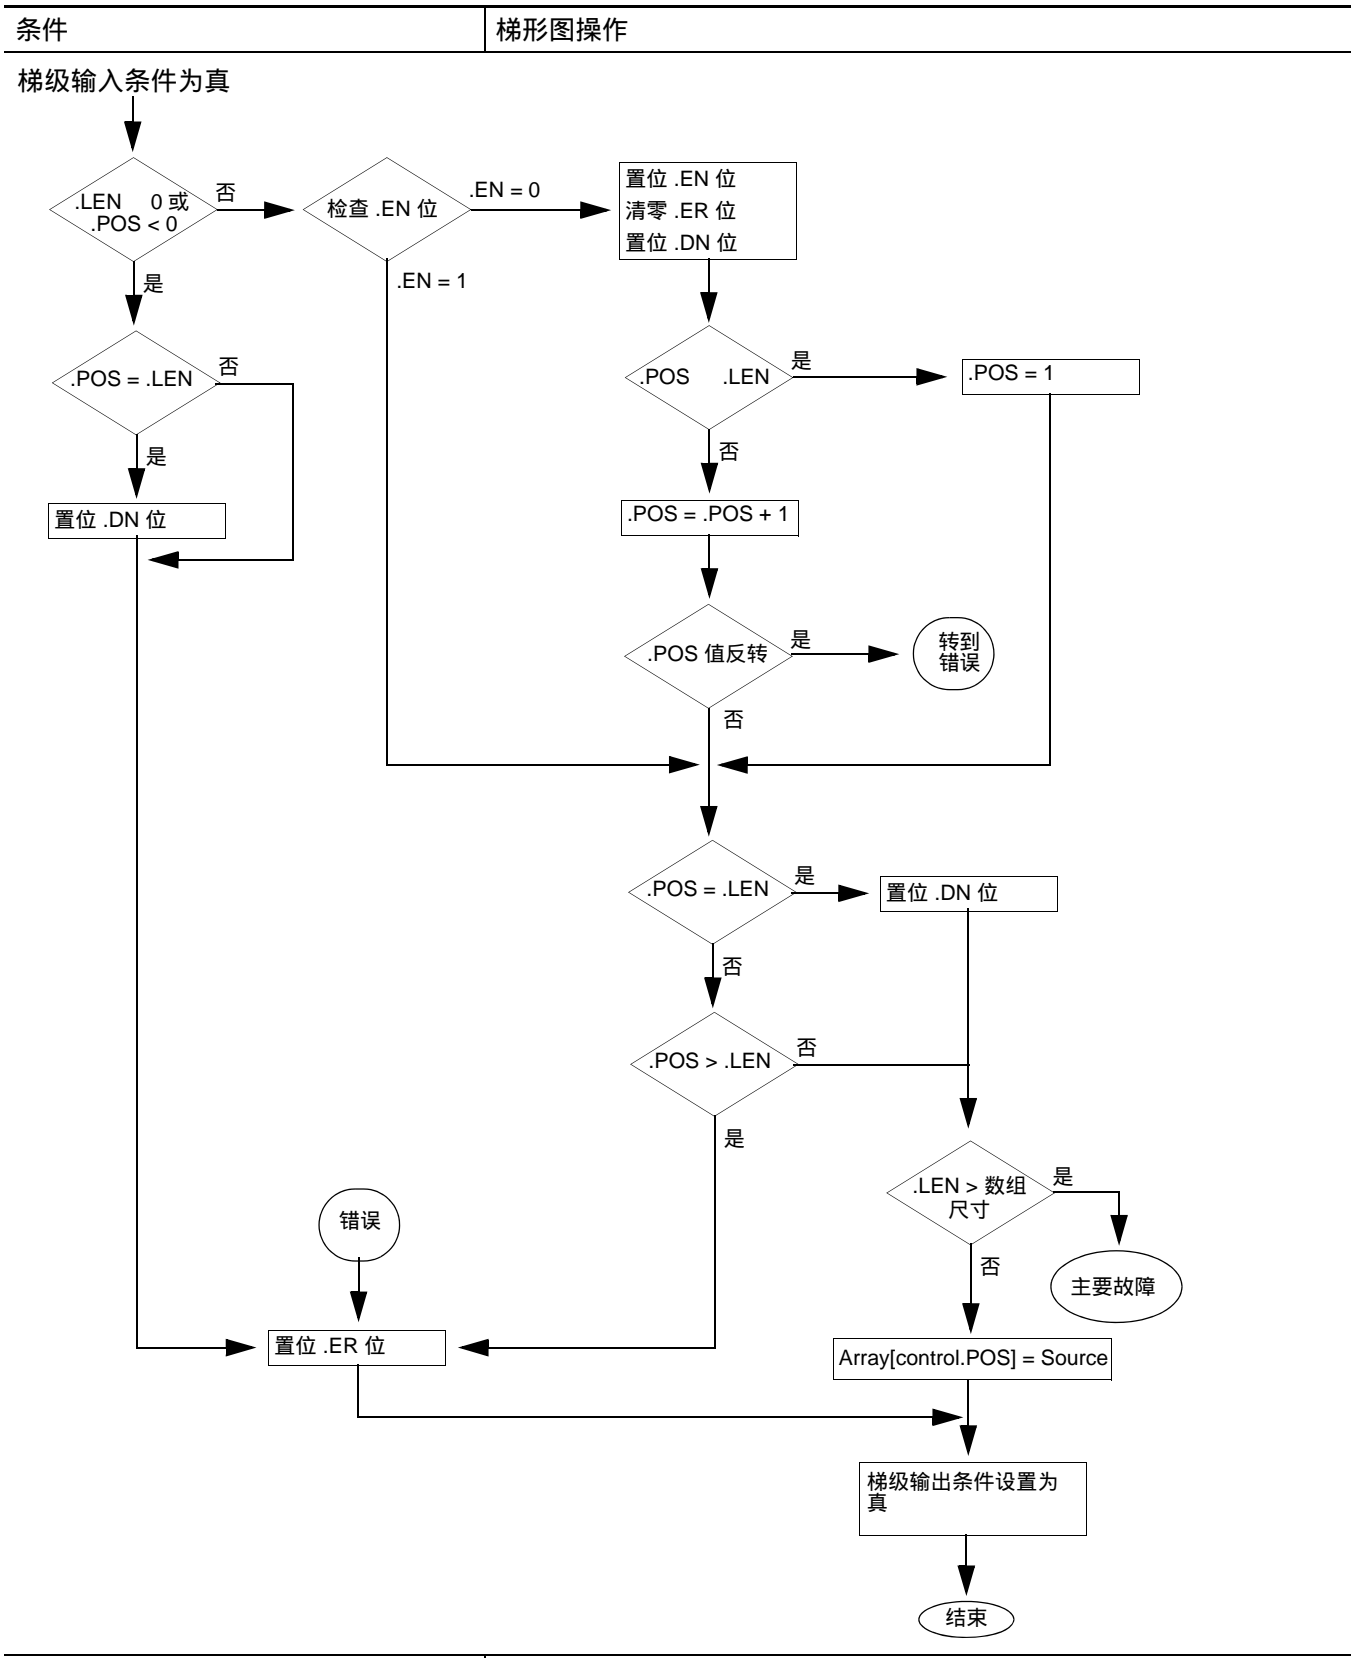 条件
梯形图操作
梯级输入条件为真
.LEN 0 或
.POS < 0
否
检查 .EN 位
.EN = 0
置位 .EN 位
清零 .ER 位
置位 .DN 位
是
.EN = 1
.POS = .LEN
否
.POS .LEN
是
.POS = 1
是
否
置位 .DN 位
.POS = .POS + 1
.POS 值反转
是
转到
错误
否
.POS = .LEN
是
置位 .DN 位
否
.POS > .LEN
否
是
.LEN > 数组
尺寸
是
错误
否
主要故障
置位 .ER 位
Array[control.POS] = Source
梯级输出条件设置为
真
结束